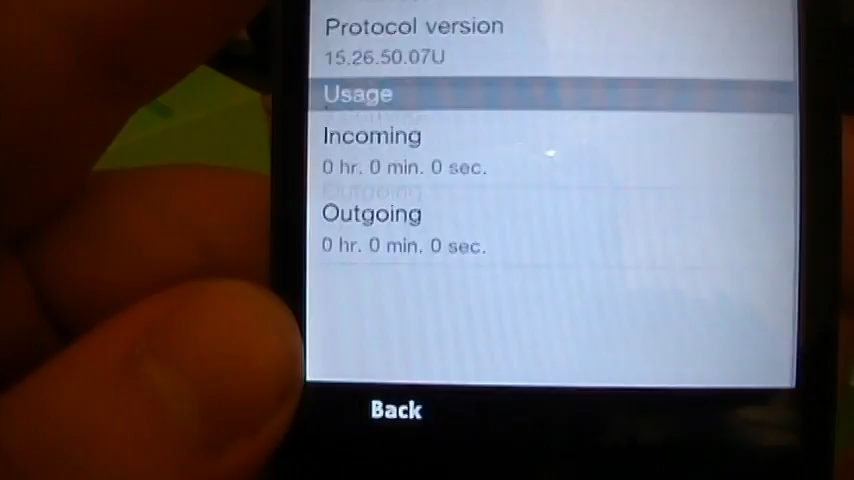 Protocol version
15.26.50.07U
Usage
Incoming
0 hr. 0 min. 0 sec.
Outgoing
0 hr. 0 min. 0 sec.
Back